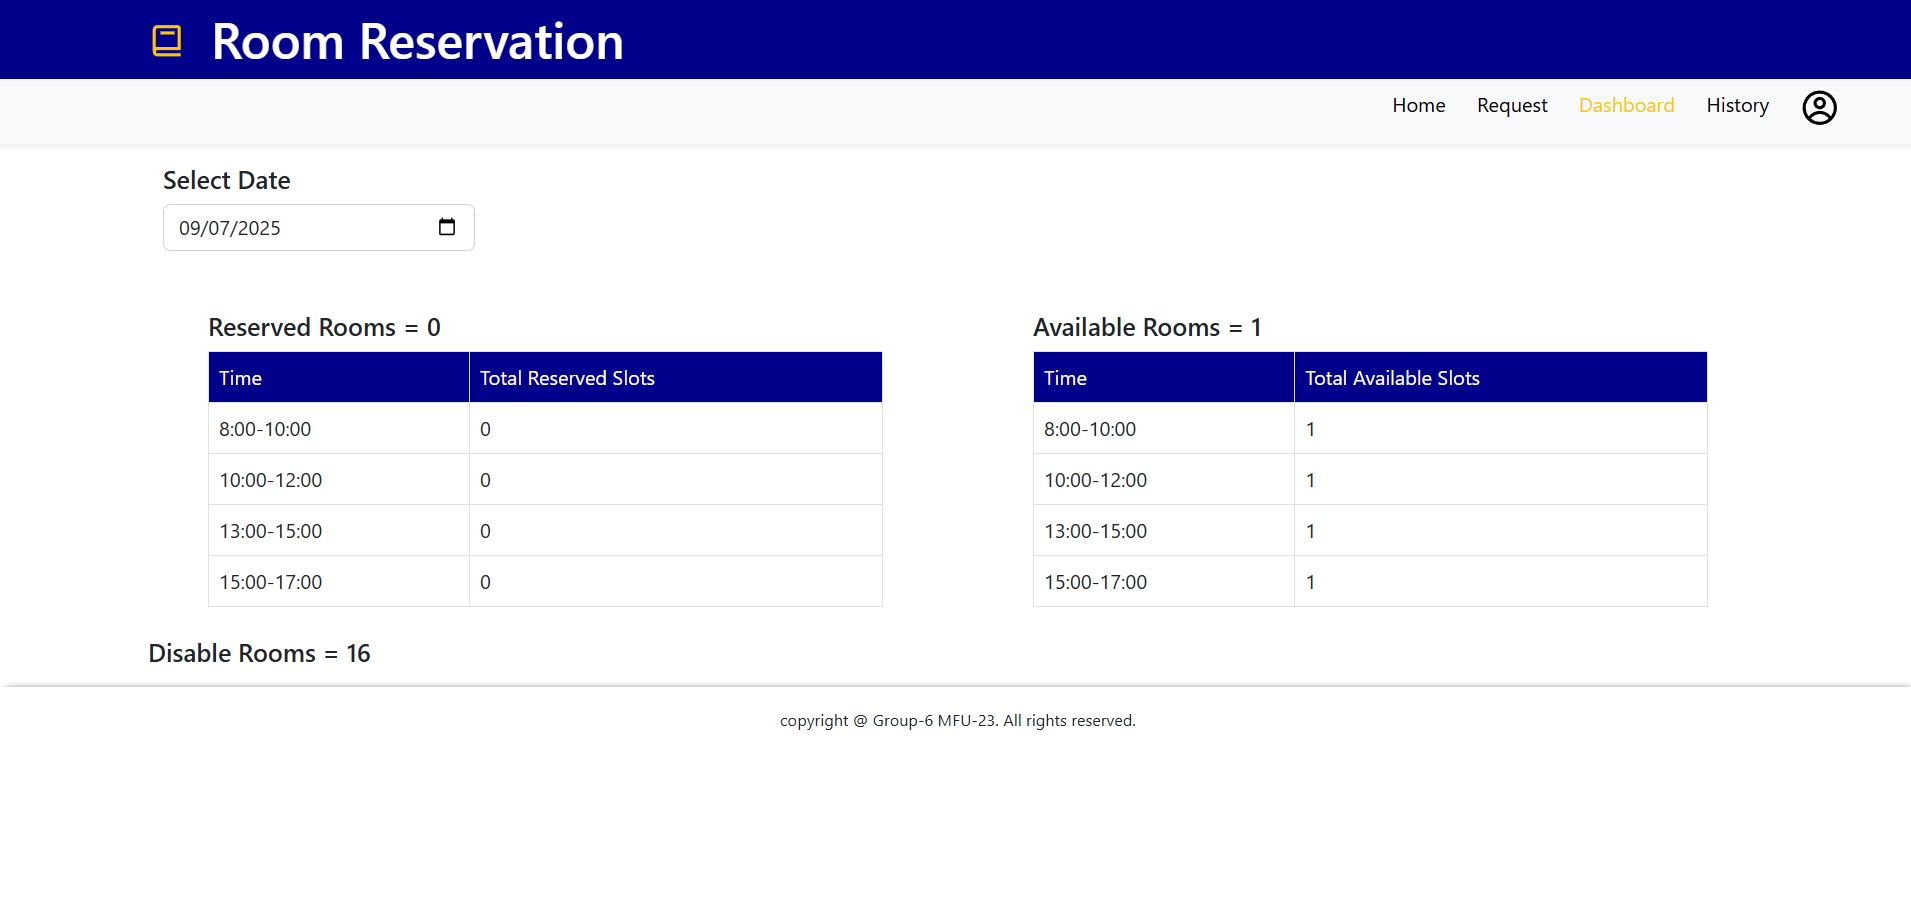 Room Reservation
Home Request Dashboard History
Select Date
09/07/2025
Reserved Rooms = 0
Time Total Reserved Slots
8:00-10:00 0
10:00-12:00 0
13:00-15:00 0
15:00-17:00 0
Available Rooms = 1
Time Total Available Slots
8:00-10:00 1
10:00-12:00 1
13:00-15:00 1
15:00-17:00 1
Disable Rooms = 16
copyright @ Group-6 MFU-23. All rights reserved.